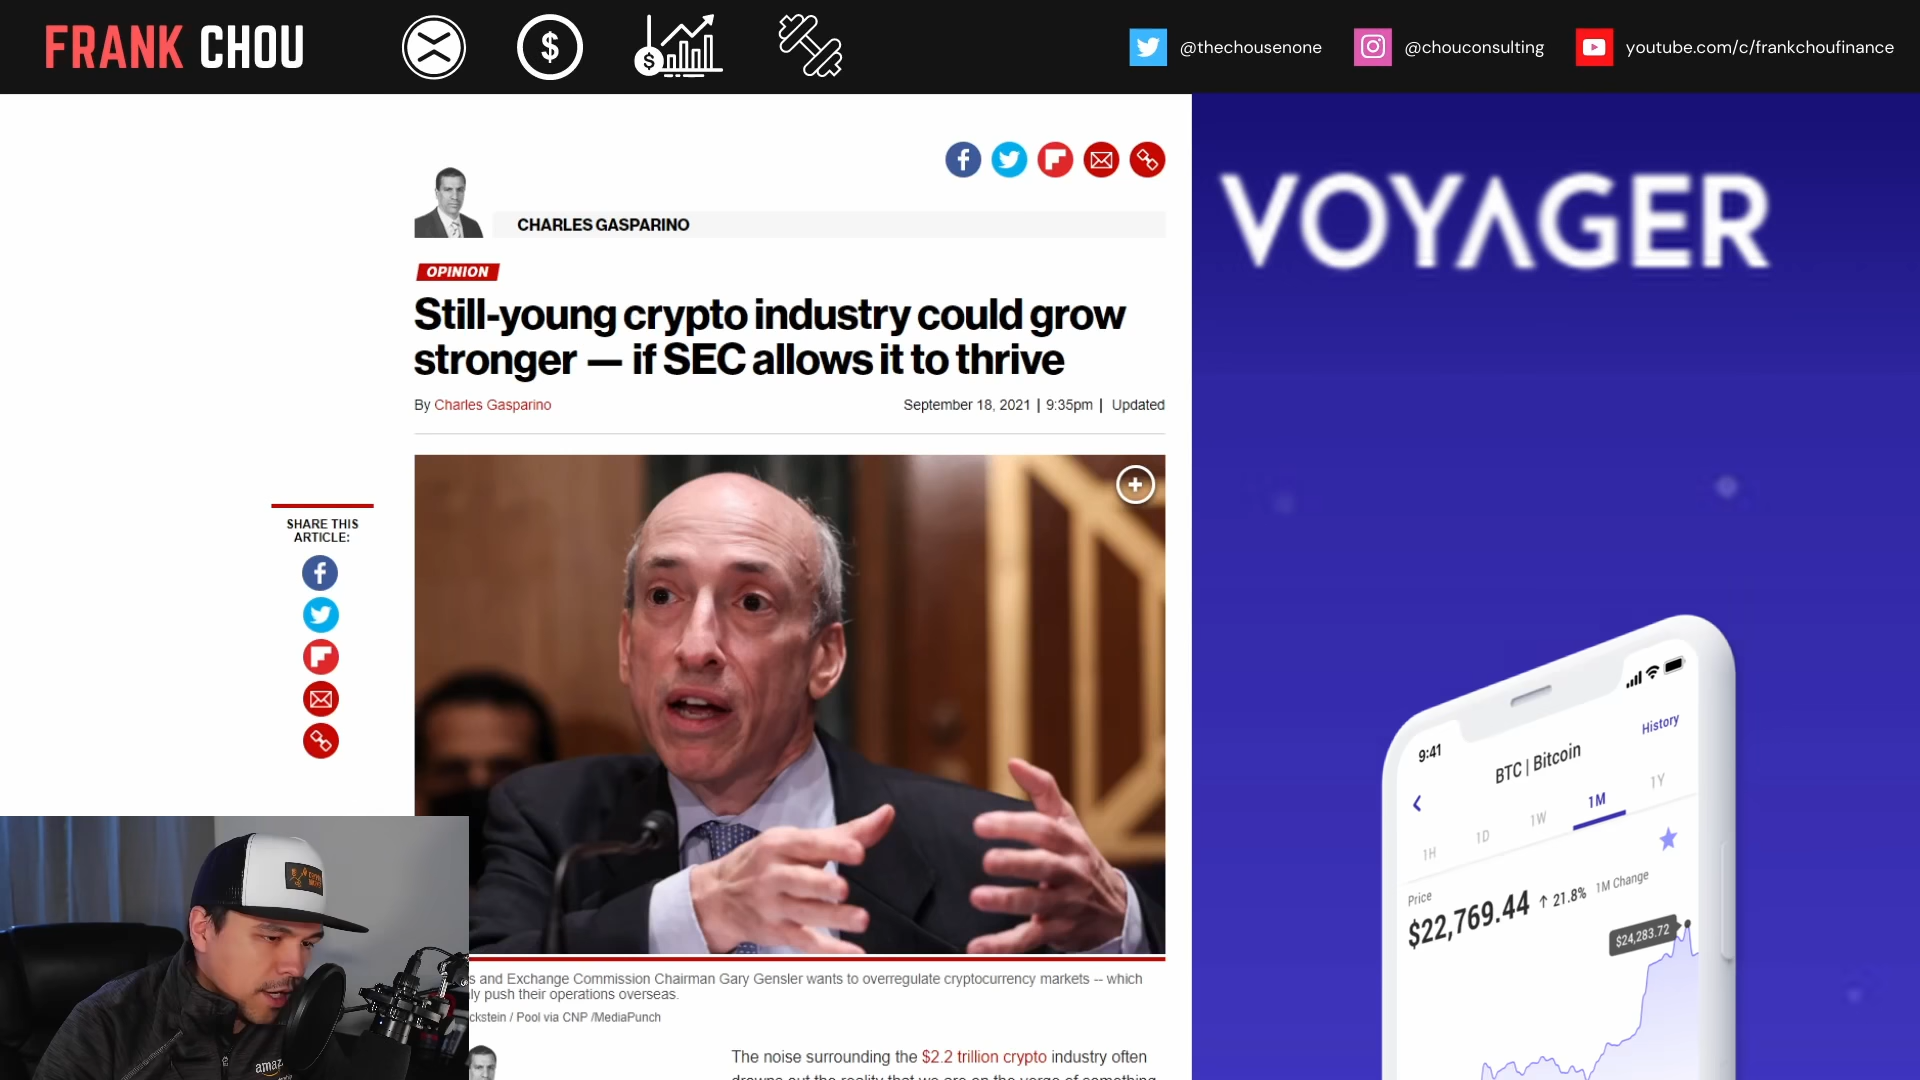 FRANK CHOU
@thechousenone
@chouconsulting
youtube.com/c/frankchoufinance
CHARLES GASPARINO
OPINION
Still-young crypto industry could grow
stronger — if SEC allows it to thrive
By Charles Gasparino
September 18, 2021 | 9:35pm | Updated
SHARE THIS
ARTICLE:
s and Exchange Commission Chairman Gary Gensler wants to overregulate cryptocurrency markets -- which
ly push their operations overseas.
ckstein / Pool via CNP /MediaPunch
The noise surrounding the $2.2 trillion crypto industry often
VOYAGER
9:41
History
BTC | Bitcoin
1H 1D 1W 1M 1Y
Price
$22,769.44 ↑ 21.8% 1M Change
$24,283.72
amaz